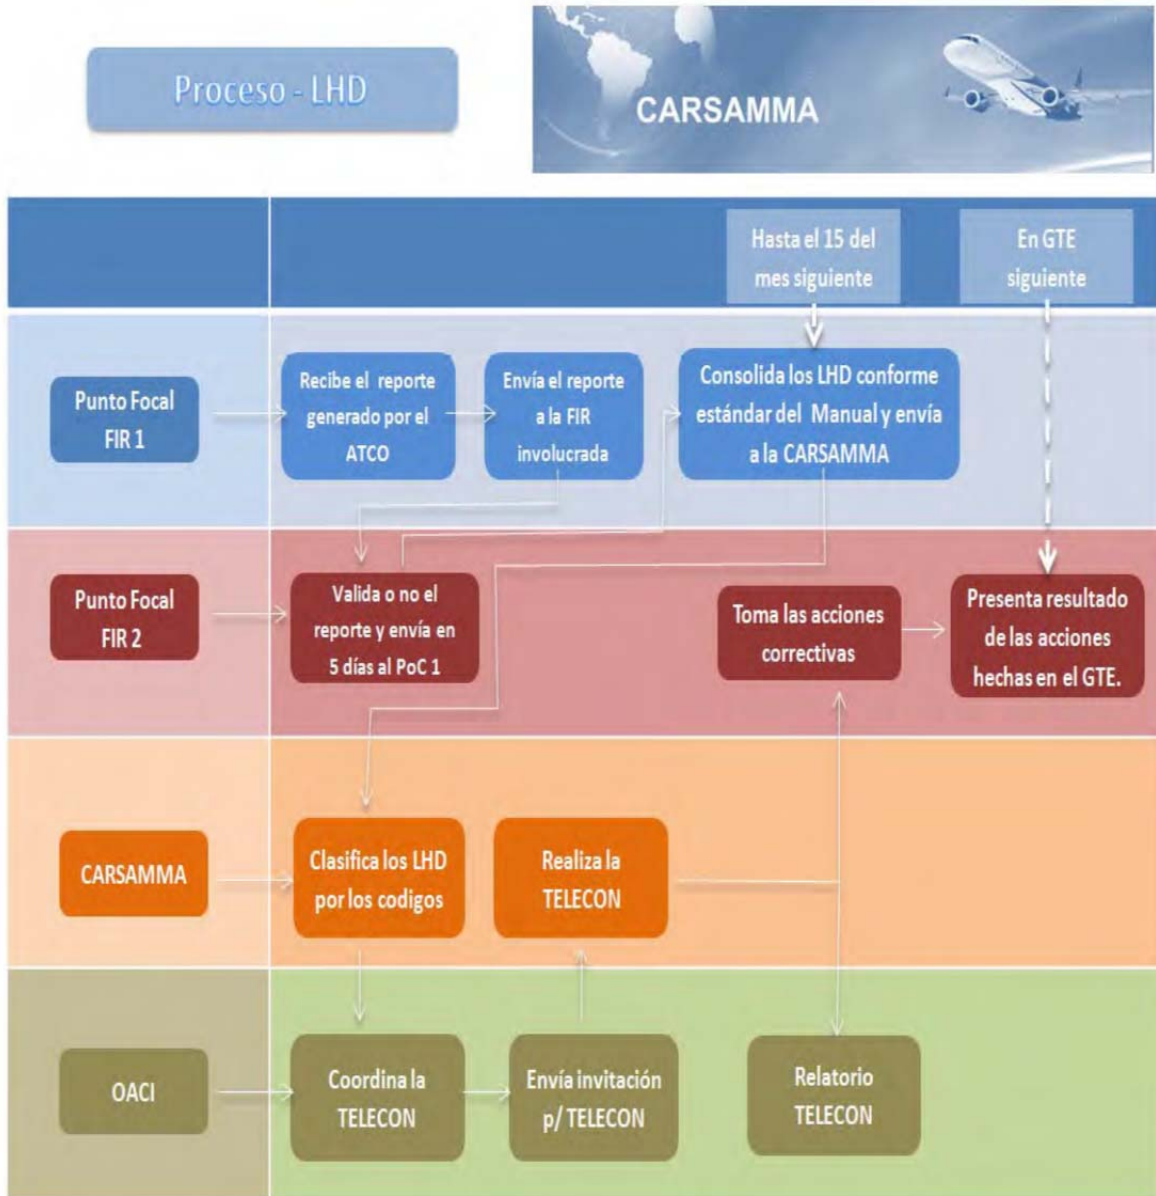 Proceso - LHD
CARSAMMA
Hasta el 15 del
mes siguiente
En GTE
siguiente
Punto Focal
FIR 1
Recibe el reporte
generado por el
ATCO
Envía el reporte
a la FIR
involucrada
Consolida los LHD conforme
estándar del Manual y envía
a la CARSAMMA
Punto Focal
FIR 2
Valida o no el
reporte y envía en
5 días al PoC 1
Toma las acciones
correctivas
Presenta resultado
de las acciones
hechas en el GTE.
CARSAMMA
Clasifica los LHD
por los codigos
Realiza la
TELECON
OACI
Coordina la
TELECON
Envía invitación
p/ TELECON
Relatorio
TELECON